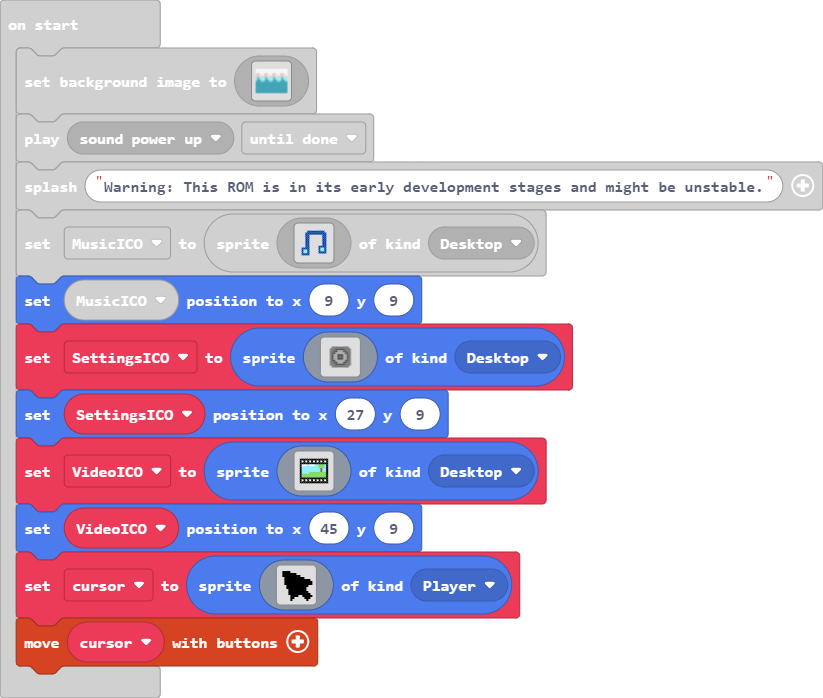 on start
set background image to
play sound power up until done
splash "Warning: This ROM is in its early development stages and might be unstable."
set MusicICO to sprite of kind Desktop
set MusicICO position to x 9 y 9
set SettingsICO to sprite of kind Desktop
set SettingsICO position to x 27 y 9
set VideoICO to sprite of kind Desktop
set VideoICO position to x 45 y 9
set cursor to sprite of kind Player
move cursor with buttons